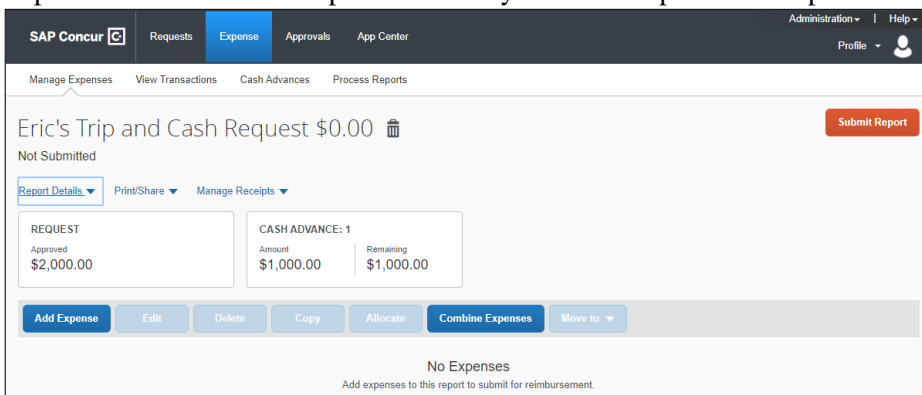 Administration | Help
SAP Concur C Requests Expense Approvals App Center
Profile
Manage Expenses View Transactions Cash Advances Process Reports
Eric's Trip and Cash Request $0.00
Submit Report
Not Submitted
Report Details Print/Share Manage Receipts
REQUEST CASH ADVANCE: 1
Approved Amount Remaining
$2,000.00 $1,000.00 $1,000.00
Add Expense Edit Delete Copy Allocate Combine Expenses Move to
No Expenses
Add expenses to this report to submit for reimbursement.